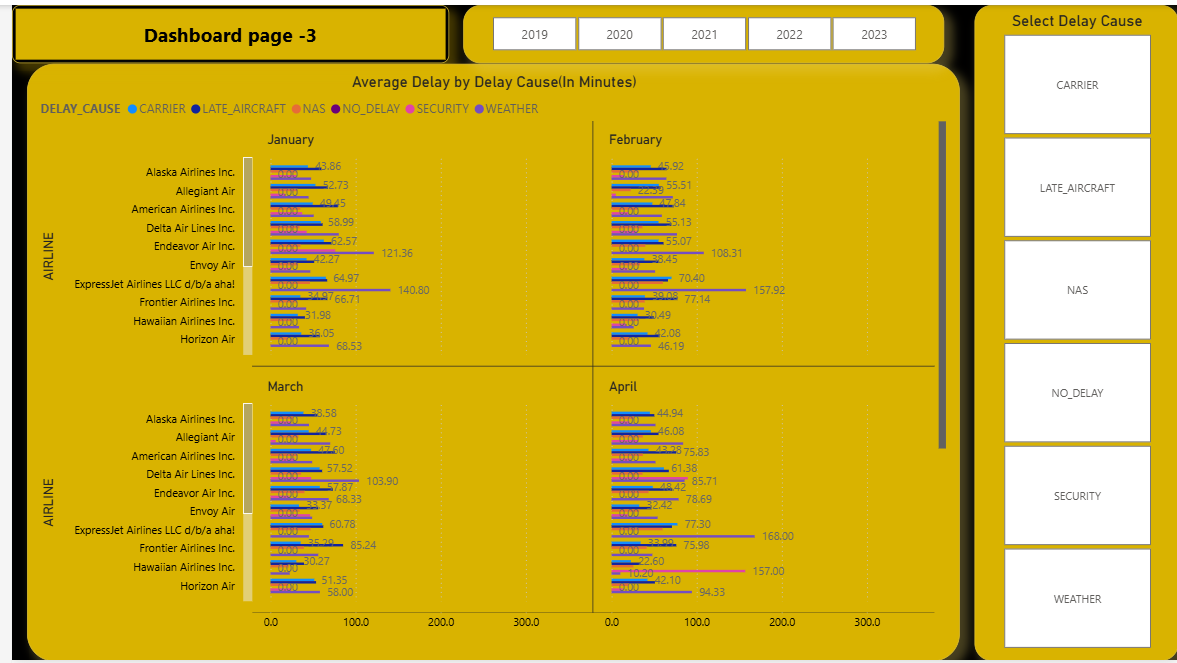 Dashboard page -3
2019 2020 2021 2022 2023
Select Delay Cause
CARRIER
LATE_AIRCRAFT
NAS
NO_DELAY
SECURITY
WEATHER
Average Delay by Delay Cause(In Minutes)
DELAY_CAUSE CARRIER LATE_AIRCRAFT NAS NO_DELAY SECURITY WEATHER
January February
AIRLINE
Alaska Airlines Inc. 43.86 0.00 45.92 0.00
Allegiant Air 52.73 0.00 55.51 22.39
American Airlines Inc. 49.45 0.00 47.84 0.00
Delta Air Lines Inc. 58.99 0.00 55.13 0.00
Endeavor Air Inc. 62.57 0.00 121.36 55.07 0.00 108.31
Envoy Air 42.27 0.00 38.45 0.00
ExpressJet Airlines LLC d/b/a aha! 64.97 0.00 140.80 70.40 0.00 157.92
Frontier Airlines Inc. 34.97 66.71 0.00 77.14 0.00
Hawaiian Airlines Inc. 31.98 0.00 30.49 0.00
Horizon Air 36.05 0.00 68.53 42.08 0.00 46.19
March April
AIRLINE
Alaska Airlines Inc. 38.58 0.00 44.94 0.00
Allegiant Air 44.73 0.00 46.08 0.00
American Airlines Inc. 47.60 0.00 75.83 0.00
Delta Air Lines Inc. 57.52 0.00 103.90 61.38 0.00 85.71
Endeavor Air Inc. 57.87 0.00 68.33 48.42 0.00 78.69
Envoy Air 33.37 0.00 32.42 0.00
ExpressJet Airlines LLC d/b/a aha! 60.78 0.00 77.30 0.00 168.00
Frontier Airlines Inc. 35.29 85.24 0.00 33.99 75.98 0.00
Hawaiian Airlines Inc. 30.27 0.00 22.60 157.00 10.20
Horizon Air 51.35 0.00 58.00 42.10 0.00 94.33
0.0 100.0 200.0 300.0 0.0 100.0 200.0 300.0